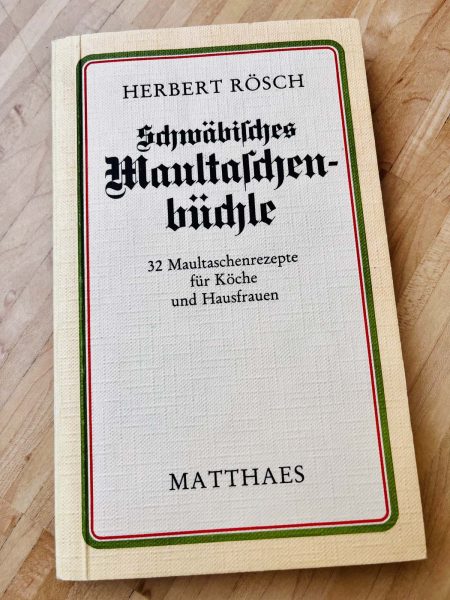 HERBERT RÖSCH
Schwäbisches
Maultaschen-
büchle
32 Maultaschenrezepte
für Köche
und Hausfrauen
MATTHAES